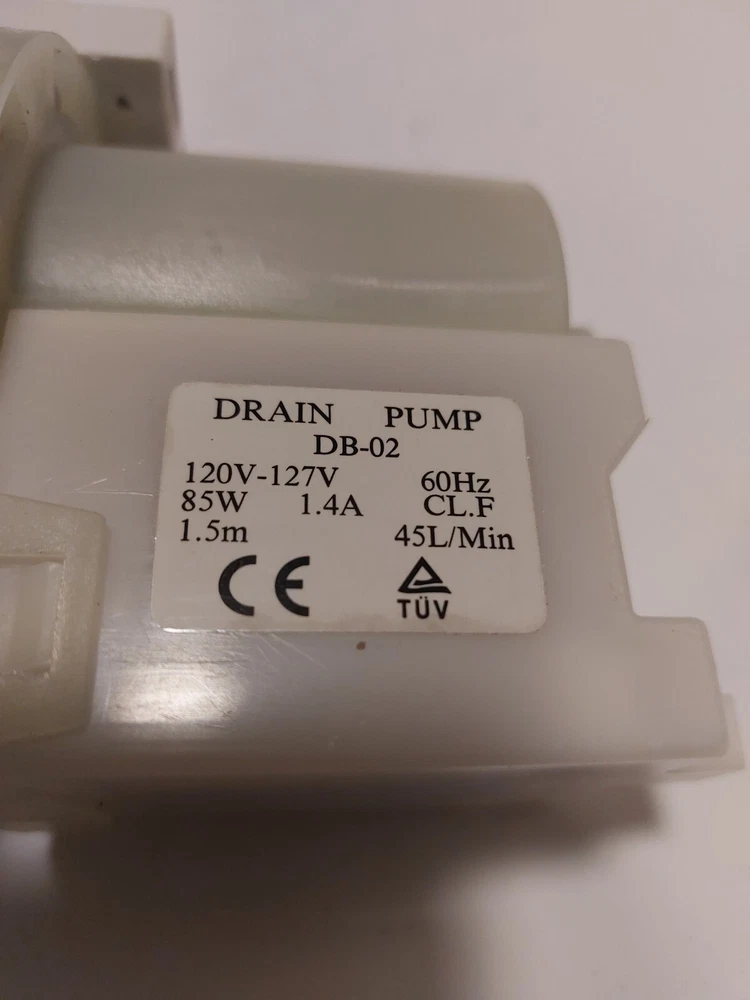 DRAIN PUMP
DB-02
120V-127V 60Hz
85W 1.4A CL.F
1.5m 45L/Min
CE
TÜV